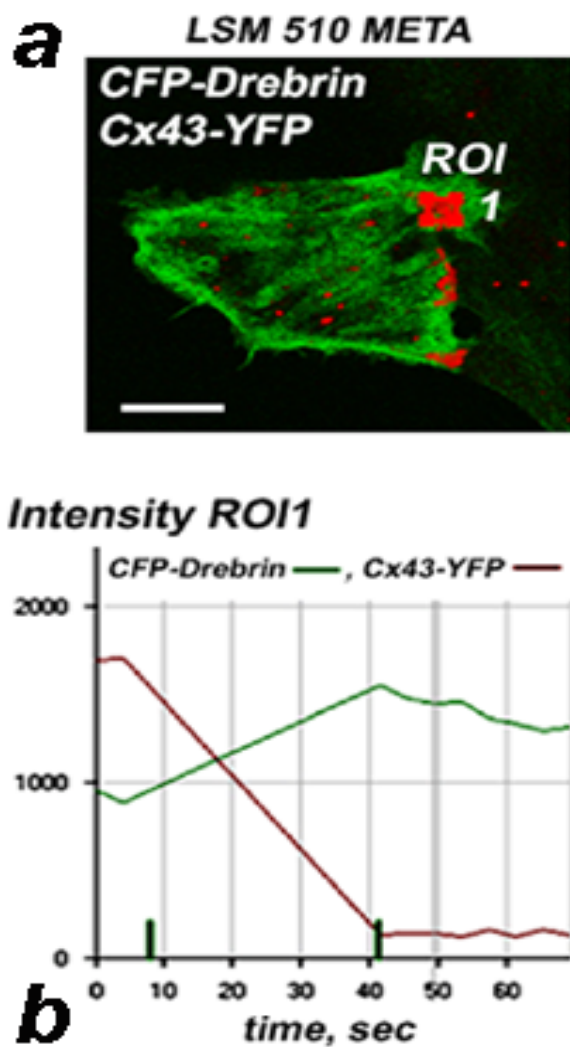 a
LSM 510 META
CFP-Drebrin
Cx43-YFP
ROI
1
Intensity ROI1
CFP-Drebrin , Cx43-YFP
2000
1000
0
0 10 20 30 40 50 60
b
time, sec